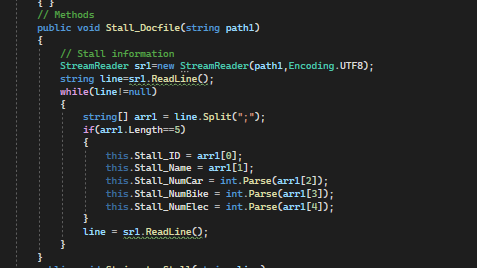 { }
// Methods
public void Stall_Docfile(string path1)
{
// Stall information
StreamReader sr1=new StreamReader(path1,Encoding.UTF8);
string line=sr1.ReadLine();
while(line!=null)
{
string[] arr1 = line.Split(";");
if(arr1.Length==5)
{
this.Stall_ID = arr1[0];
this.Stall_Name = arr1[1];
this.Stall_NumCar = int.Parse(arr1[2]);
this.Stall_NumBike = int.Parse(arr1[3]);
this.Stall_NumElec = int.Parse(arr1[4]);
}
line = sr1.ReadLine();
}
}